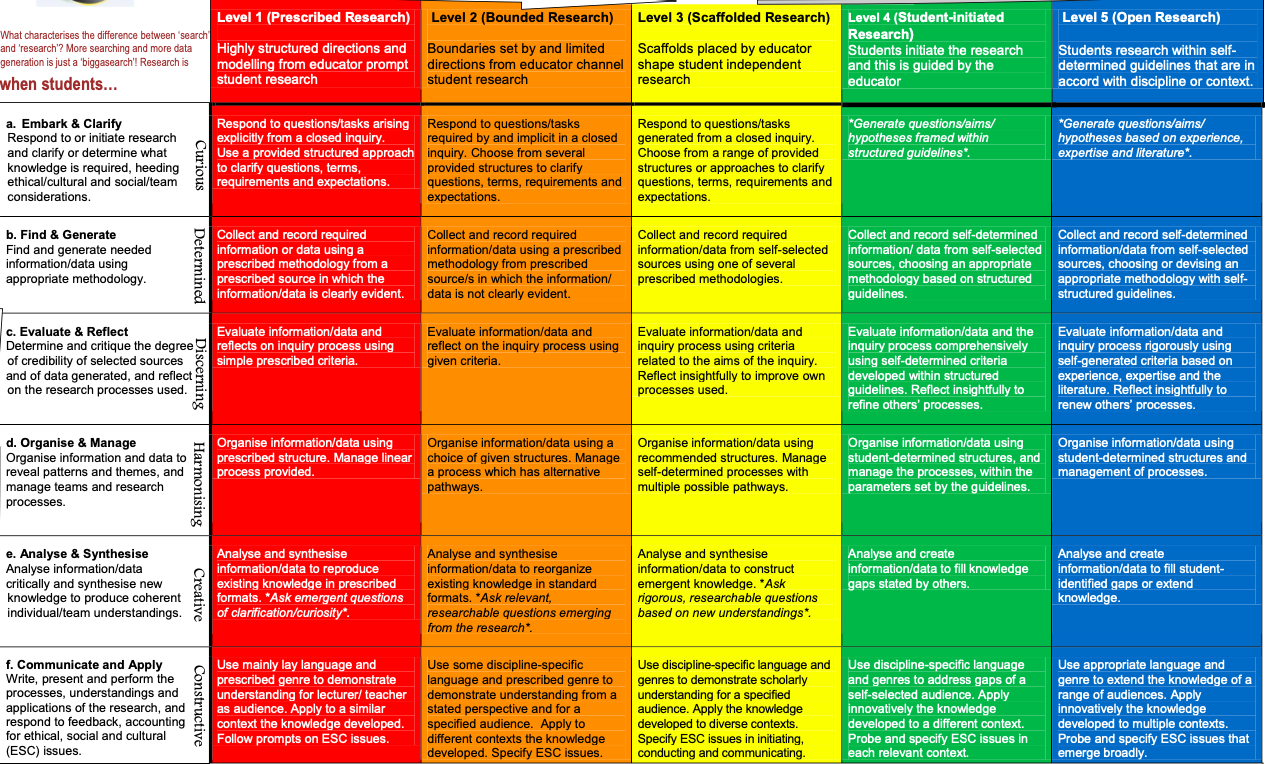 What characterises the difference between 'search'
and 'research'? More searching and more data
generation is just a 'biggasearch'! Research is
when students…
Level 1 (Prescribed Research)
Highly structured directions and
modelling from educator prompt
student research
Level 2 (Bounded Research)
Boundaries set by and limited
directions from educator channel
student research
Level 3 (Scaffolded Research)
Scaffolds placed by educator
shape student independent
research
Level 4 (Student-initiated
Research)
Students initiate the research
and this is guided by the
educator
Level 5 (Open Research)
Students research within self-
determined guidelines that are in
accord with discipline or context.
a. Embark & Clarify
Respond to or initiate research
and clarify or determine what
knowledge is required, heeding
ethical/cultural and social/team
considerations.
Curious
Respond to questions/tasks arising
explicitly from a closed inquiry.
Use a provided structured approach
to clarify questions, terms,
requirements and expectations.
Respond to questions/tasks
required by and implicit in a closed
inquiry. Choose from several
provided structures to clarify
questions, terms, requirements and
expectations.
Respond to questions/tasks
generated from a closed inquiry.
Choose from a range of provided
structures or approaches to clarify
questions, terms, requirements and
expectations.
*Generate questions/aims/
hypotheses framed within
structured guidelines*.
*Generate questions/aims/
hypotheses based on experience,
expertise and literature*.
b. Find & Generate
Find and generate needed
information/data using
appropriate methodology.
Determined
Collect and record required
information or data using a
prescribed methodology from a
prescribed source in which the
information/data is clearly evident.
Collect and record required
information/data using a prescribed
methodology from prescribed
source/s in which the information/
data is not clearly evident.
Collect and record required
information/data from self-selected
sources using one of several
prescribed methodologies.
Collect and record self-determined
information/ data from self-selected
sources, choosing an appropriate
methodology based on structured
guidelines.
Collect and record self-determined
information/data from self-selected
sources, choosing or devising an
appropriate methodology with self-
structured guidelines.
c. Evaluate & Reflect
Determine and critique the degree
of credibility of selected sources
and of data generated, and reflect
on the research processes used.
Discerning
Evaluate information/data and
reflects on inquiry process using
simple prescribed criteria.
Evaluate information/data and
reflect on the inquiry process using
given criteria.
Evaluate information/data and
inquiry process using criteria
related to the aims of the inquiry.
Reflect insightfully to improve own
processes used.
Evaluate information/data and the
inquiry process comprehensively
using self-determined criteria
developed within structured
guidelines. Reflect insightfully to
refine others' processes.
Evaluate information/data and
inquiry process rigorously using
self-generated criteria based on
experience, expertise and the
literature. Reflect insightfully to
renew others' processes.
d. Organise & Manage
Organise information and data to
reveal patterns and themes, and
manage teams and research
processes.
Harmonising
Organise information/data using
prescribed structure. Manage linear
process provided.
Organise information/data using a
choice of given structures. Manage
a process which has alternative
pathways.
Organise information/data using
recommended structures. Manage
self-determined processes with
multiple possible pathways.
Organise information/data using
student-determined structures, and
manage the processes, within the
parameters set by the guidelines.
Organise information/data using
student-determined structures and
management of processes.
e. Analyse & Synthesise
Analyse information/data
critically and synthesise new
knowledge to produce coherent
individual/team understandings.
Creative
Analyse and synthesise
information/data to reproduce
existing knowledge in prescribed
formats. *Ask emergent questions
of clarification/curiosity*.
Analyse and synthesise
information/data to reorganize
existing knowledge in standard
formats. *Ask relevant,
researchable questions emerging
from the research*.
Analyse and synthesise
information/data to construct
emergent knowledge. *Ask
rigorous, researchable questions
based on new understandings*.
Analyse and create
information/data to fill knowledge
gaps stated by others.
Analyse and create
information/data to fill student-
identified gaps or extend
knowledge.
f. Communicate and Apply
Write, present and perform the
processes, understandings and
applications of the research, and
respond to feedback, accounting
for ethical, social and cultural
(ESC) issues.
Constructive
Use mainly lay language and
prescribed genre to demonstrate
understanding for lecturer/ teacher
as audience. Apply to a similar
context the knowledge developed.
Follow prompts on ESC issues.
Use some discipline-specific
language and prescribed genre to
demonstrate understanding from a
stated perspective and for a
specified audience. Apply to
different contexts the knowledge
developed. Specify ESC issues.
Use discipline-specific language and
genres to demonstrate scholarly
understanding for a specified
audience. Apply the knowledge
developed to diverse contexts.
Specify ESC issues in initiating,
conducting and communicating.
Use discipline-specific language
and genres to address gaps of a
self-selected audience. Apply
innovatively the knowledge
developed to a different context.
Probe and specify ESC issues in
each relevant context.
Use appropriate language and
genre to extend the knowledge of a
range of audiences. Apply
innovatively the knowledge
developed to multiple contexts.
Probe and specify ESC issues that
emerge broadly.